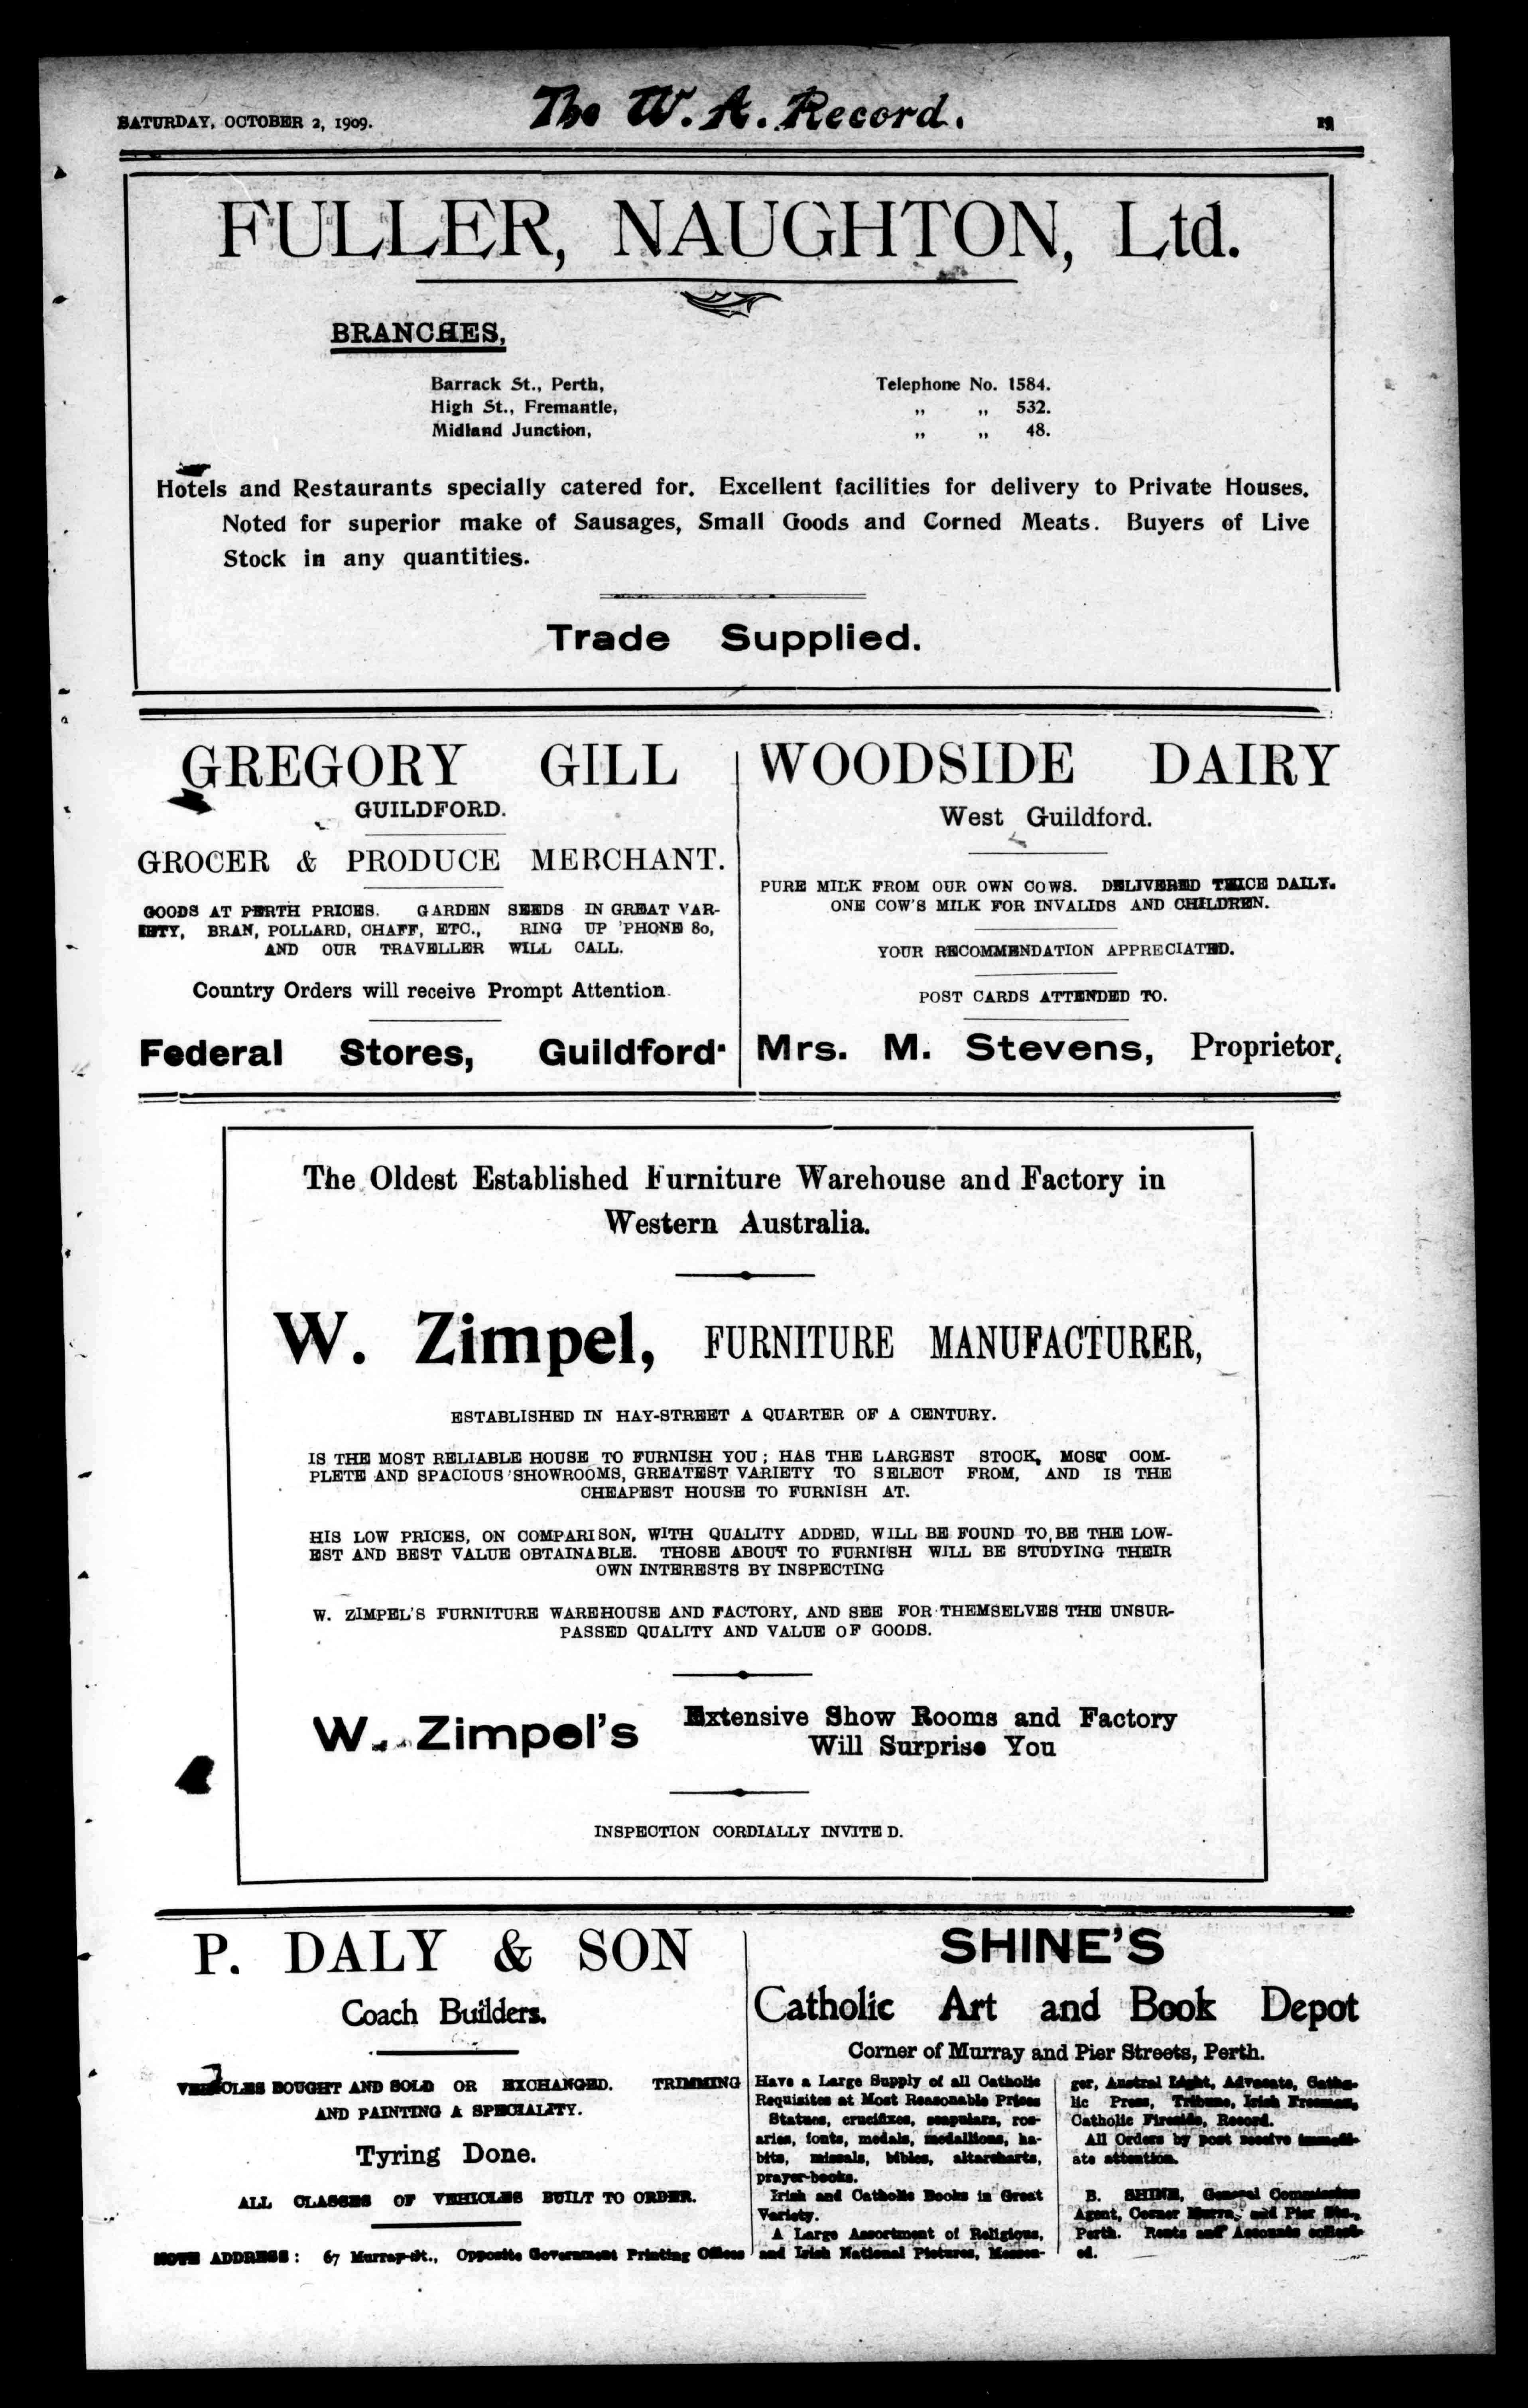 SATURDAY, OCTOBER 2, 1909.
The W. A. Record.
FULLER, NAUGHTON, Ltd.
BRANCHES,
Barrack St., Perth, Telephone No. 1584.
High St., Fremantle, ,, ,, 532.
Midland Junction, ,, ,, 48.
Hotels and Restaurants specially catered for. Excellent facilities for delivery to Private Houses.
Noted for superior make of Sausages, Small Goods and Corned Meats. Buyers of Live
Stock in any quantities.
Trade Supplied.
GREGORY GILL
GUILDFORD.
GROCER & PRODUCE MERCHANT.
GOODS AT PERTH PRICES. GARDEN SEEDS IN GREAT VAR-
IETY, BRAN, POLLARD, CHAFF, ETC., RING UP 'PHONE 80,
AND OUR TRAVELLER WILL CALL.
Country Orders will receive Prompt Attention.
Federal Stores, Guildford.
WOODSIDE DAIRY
West Guildford.
PURE MILK FROM OUR OWN COWS. DELIVERED TWICE DAILY.
ONE COW'S MILK FOR INVALIDS AND CHILDREN.
YOUR RECOMMENDATION APPRECIATED.
POST CARDS ATTENDED TO.
Mrs. M. Stevens, Proprietor,
The Oldest Established Furniture Warehouse and Factory in
Western Australia.
W. Zimpel, FURNITURE MANUFACTURER,
ESTABLISHED IN HAY-STREET A QUARTER OF A CENTURY.
IS THE MOST RELIABLE HOUSE TO FURNISH YOU; HAS THE LARGEST STOCK, MOST COM-
PLETE AND SPACIOUS SHOWROOMS, GREATEST VARIETY TO SELECT FROM, AND IS THE
CHEAPEST HOUSE TO FURNISH AT.
HIS LOW PRICES, ON COMPARISON, WITH QUALITY ADDED, WILL BE FOUND TO BE THE LOW-
EST AND BEST VALUE OBTAINABLE. THOSE ABOUT TO FURNISH WILL BE STUDYING THEIR
OWN INTERESTS BY INSPECTING
W. ZIMPEL'S FURNITURE WAREHOUSE AND FACTORY, AND SEE FOR THEMSELVES THE UNSUR-
PASSED QUALITY AND VALUE OF GOODS.
W. Zimpel's Extensive Show Rooms and Factory
Will Surprise You
INSPECTION CORDIALLY INVITED.
P. DALY & SON
Coach Builders.
VEHICLES BOUGHT AND SOLD OR EXCHANGED. TRIMMING
AND PAINTING A SPECIALITY.
Tyring Done.
ALL CLASSES OF VEHICLES BUILT TO ORDER.
NOTE ADDRESS: 67 Murray-st., Opposite Government Printing Offices
SHINE'S
Catholic Art and Book Depot
Corner of Murray and Pier Streets, Perth.
Have a Large Supply of all Catholic
Requisites at Most Reasonable Prices
Statues, crucifixes, scapulars, ros-
aries, fonts, medals, medallions, ha-
bits, missals, bibles, altarcharts,
prayer-books.
Irish and Catholic Books in Great
Variety.
A Large Assortment of Religious,
and Irish National Pictures, Messen-
ger, Austral Light, Advocate, Catho-
lic Press, Tribune, Irish Freeman,
Catholic Fireside, Record.
All Orders by post receive immedi-
ate attention.
B. SHINE, General Commission
Agent, Corner Murray and Pier Sts.,
Perth. Rents and Accounts collect-
ed.